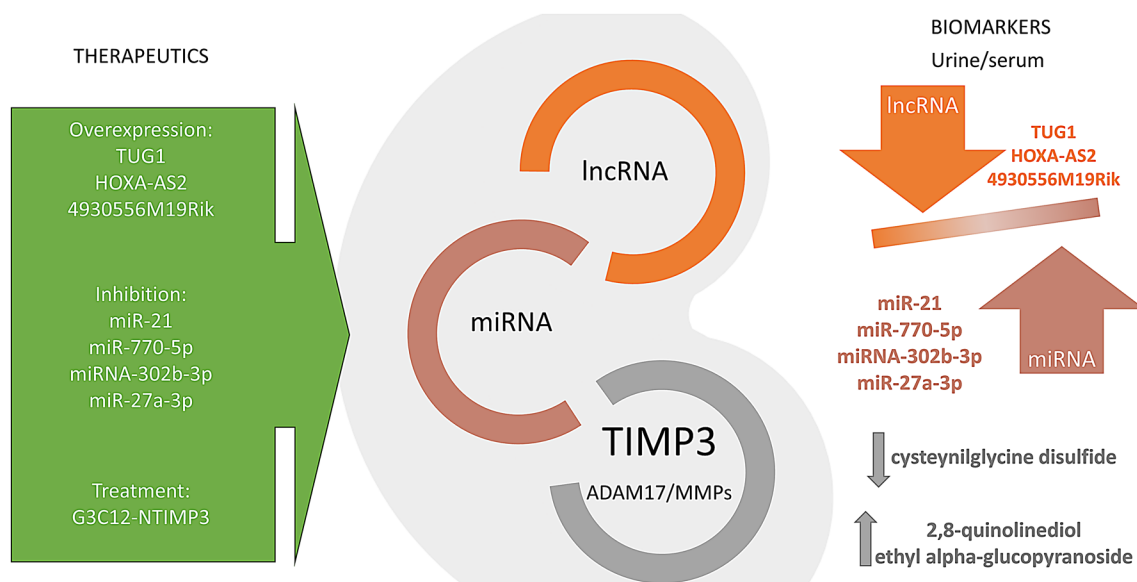 THERAPEUTICS
Overexpression:
TUG1
HOXA-AS2
4930556M19Rik
Inhibition:
miR-21
miR-770-5p
miRNA-302b-3p
miR-27a-3p
Treatment:
G3C12-NTIMP3
lncRNA
miRNA
TIMP3
ADAM17/MMPs
BIOMARKERS
Urine/serum
lncRNA
TUG1
HOXA-AS2
4930556M19Rik
miR-21
miR-770-5p
miRNA-302b-3p
miR-27a-3p
miRNA
cysteynilglycine disulfide
2,8-quinolinediol
ethyl alpha-glucopyranoside